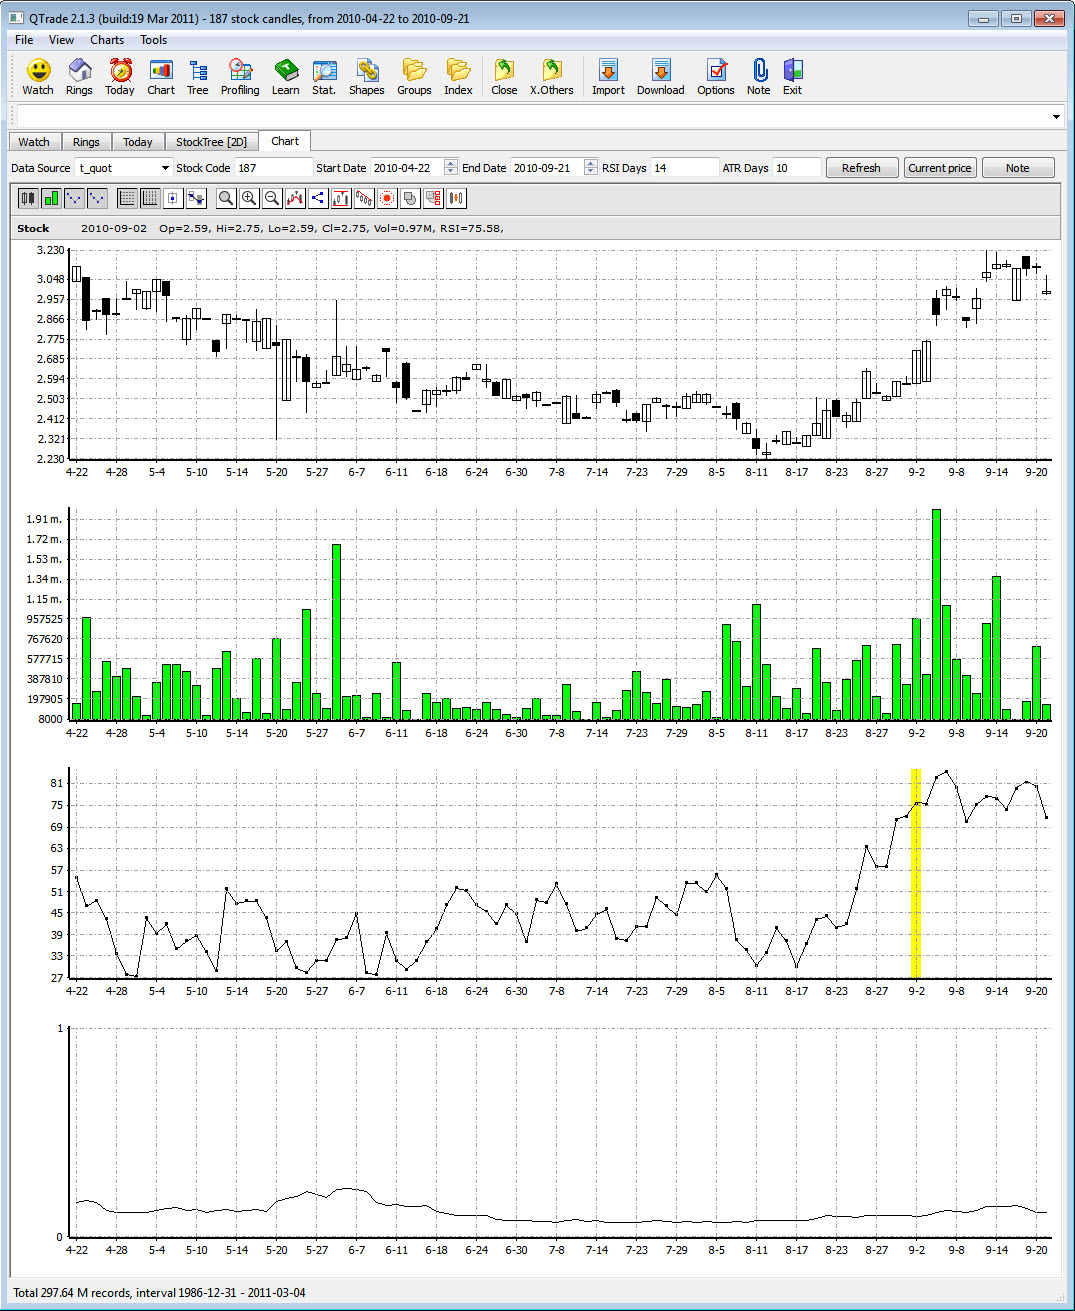 QTrade 2.1.3 (build:19 Mar 2011) - 187 stock candles, from 2010-04-22 to 2010-09-21
File View Charts Tools
Watch Rings Today Chart Tree Profiling Learn Stat. Shapes Groups Index Close X.Others Import Download Options Note Exit
Watch Rings Today StockTree [2D] Chart
Data Source t_quot Stock Code 187 Start Date 2010-04-22 End Date 2010-09-21 RSI Days 14 ATR Days 10 Refresh Current price Note
Stock 2010-09-02 Op=2.59, Hi=2.75, Lo=2.59, Cl=2.75, Vol=0.97M, RSI=75.58,
3.230
3.048
2.957
2.866
2.775
2.685
2.594
2.503
2.412
2.321
2.230
4-22 4-28 5-4 5-10 5-14 5-20 5-27 6-7 6-11 6-18 6-24 6-30 7-8 7-14 7-23 7-29 8-5 8-11 8-17 8-23 8-27 9-2 9-8 9-14 9-20
1.91 m.
1.72 m.
1.53 m.
1.34 m.
1.15 m.
957525
767620
577715
387810
197905
8000
4-22 4-28 5-4 5-10 5-14 5-20 5-27 6-7 6-11 6-18 6-24 6-30 7-8 7-14 7-23 7-29 8-5 8-11 8-17 8-23 8-27 9-2 9-8 9-14 9-20
81
75
69
63
57
51
45
39
33
27
4-22 4-28 5-4 5-10 5-14 5-20 5-27 6-7 6-11 6-18 6-24 6-30 7-8 7-14 7-23 7-29 8-5 8-11 8-17 8-23 8-27 9-2 9-8 9-14 9-20
1
0
4-22 4-28 5-4 5-10 5-14 5-20 5-27 6-7 6-11 6-18 6-24 6-30 7-8 7-14 7-23 7-29 8-5 8-11 8-17 8-23 8-27 9-2 9-8 9-14 9-20
Total 297.64 M records, interval 1986-12-31 - 2011-03-04